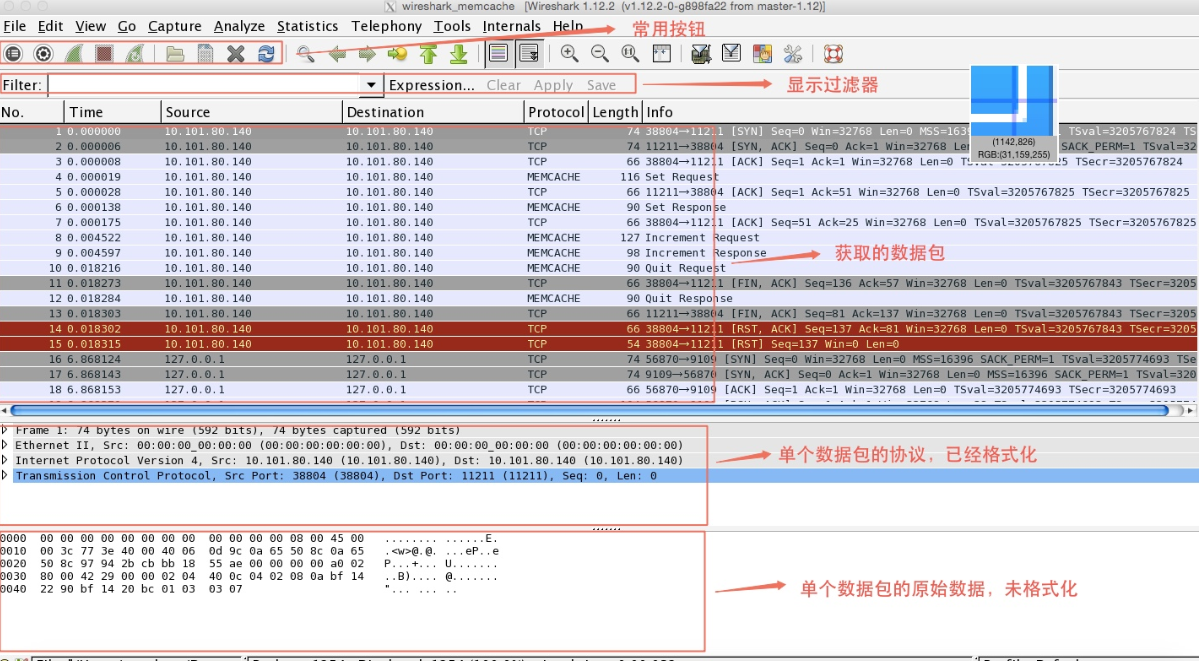 wireshark_memcache [Wireshark 1.12.2 (v1.12.2-0-g898fa22 from master-1.12)]
File Edit View Go Capture Analyze Statistics Telephony Tools Internals Help
常用按钮
Filter: Expression... Clear Apply Save
显示过滤器
No. Time Source Destination Protocol Length Info
1 0.000000 10.101.80.140 10.101.80.140 TCP 74 38804→11211 [SYN] Seq=0 Win=32768 Len=0 MSS=1639 TSval=3205767824 TS
2 0.000006 10.101.80.140 10.101.80.140 TCP 74 11211→38804 [SYN, ACK] Seq=0 Ack=1 Win=32768 Len SACK_PERM=1 TSval=32
3 0.000008 10.101.80.140 10.101.80.140 TCP 66 38804→11211 [ACK] Seq=1 Ack=1 Win=32768 Len=0 TSval=3205767824 TSecr=3205767824
4 0.000019 10.101.80.140 10.101.80.140 MEMCACHE 116 Set Request
5 0.000028 10.101.80.140 10.101.80.140 TCP 66 11211→38804 [ACK] Seq=1 Ack=51 Win=32768 Len=0 TSval=3205767825 TSecr=3205767825
6 0.000138 10.101.80.140 10.101.80.140 MEMCACHE 90 Set Response
7 0.000175 10.101.80.140 10.101.80.140 TCP 66 38804→11211 [ACK] Seq=51 Ack=25 Win=32768 Len=0 TSval=3205767825 TSecr=3205767825
8 0.004522 10.101.80.140 10.101.80.140 MEMCACHE 127 Increment Request
9 0.004597 10.101.80.140 10.101.80.140 MEMCACHE 98 Increment Response
10 0.018216 10.101.80.140 10.101.80.140 MEMCACHE 90 Quit Request
11 0.018273 10.101.80.140 10.101.80.140 TCP 66 38804→11211 [FIN, ACK] Seq=136 Ack=57 Win=32768 Len=0 TSval=3205767843 TSecr=3205
12 0.018284 10.101.80.140 10.101.80.140 MEMCACHE 90 Quit Response
13 0.018303 10.101.80.140 10.101.80.140 TCP 66 11211→38804 [FIN, ACK] Seq=81 Ack=137 Win=32768 Len=0 TSval=3205767843 TSecr=3205
14 0.018302 10.101.80.140 10.101.80.140 TCP 66 38804→11211 [RST, ACK] Seq=137 Ack=81 Win=32768 Len=0 TSval=3205767843 TSecr=3205
15 0.018315 10.101.80.140 10.101.80.140 TCP 54 38804→11211 [RST] Seq=137 Win=0 Len=0
16 6.868124 127.0.0.1 127.0.0.1 TCP 74 56870→9109 [SYN] Seq=0 Win=32768 Len=0 MSS=16396 SACK_PERM=1 TSval=3205774693 TSe
17 6.868143 127.0.0.1 127.0.0.1 TCP 74 9109→56870 [SYN, ACK] Seq=0 Ack=1 Win=32768 Len=0 MSS=16396 SACK_PERM=1 TSval=320
18 6.868153 127.0.0.1 127.0.0.1 TCP 66 56870→9109 [ACK] Seq=1 Ack=1 Win=32768 Len=0 TSval=3205774693 TSecr=3205774693
(1142,826)
RGB:(31,159,255)
获取的数据包
Frame 1: 74 bytes on wire (592 bits), 74 bytes captured (592 bits)
Ethernet II, Src: 00:00:00_00:00:00 (00:00:00:00:00:00), Dst: 00:00:00_00:00:00 (00:00:00:00:00:00)
Internet Protocol Version 4, Src: 10.101.80.140 (10.101.80.140), Dst: 10.101.80.140 (10.101.80.140)
Transmission Control Protocol, Src Port: 38804 (38804), Dst Port: 11211 (11211), Seq: 0, Len: 0
单个数据包的协议，已经格式化
0000 00 00 00 00 00 00 00 00 00 00 00 00 08 00 45 00 ........ ......E.
0010 00 3c 77 3e 40 00 40 06 0d 9c 0a 65 50 8c 0a 65 .<w>@.@. ...eP..e
0020 50 8c 97 94 2b cb bb 18 55 ae 00 00 00 00 a0 02 P...+... U.......
0030 80 00 42 29 00 00 02 04 40 0c 04 02 08 0a bf 14 ..B).... @.......
0040 22 90 bf 14 20 bc 01 03 03 07 "... ... ..
单个数据包的原始数据，未格式化